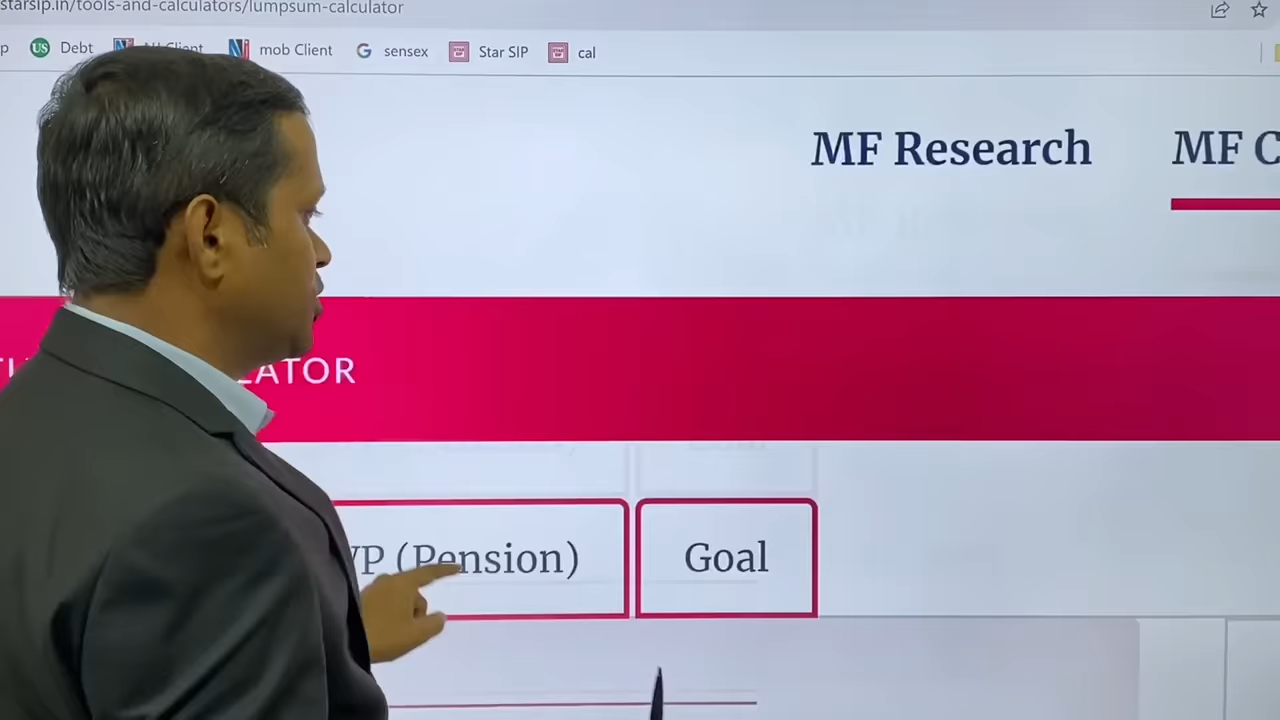 starsip.in/tools-and-calculators/lumpsum-calculator
p Debt Client mob Client sensex Star SIP cal
MF Research MF C
LATOR
P (Pension) Goal